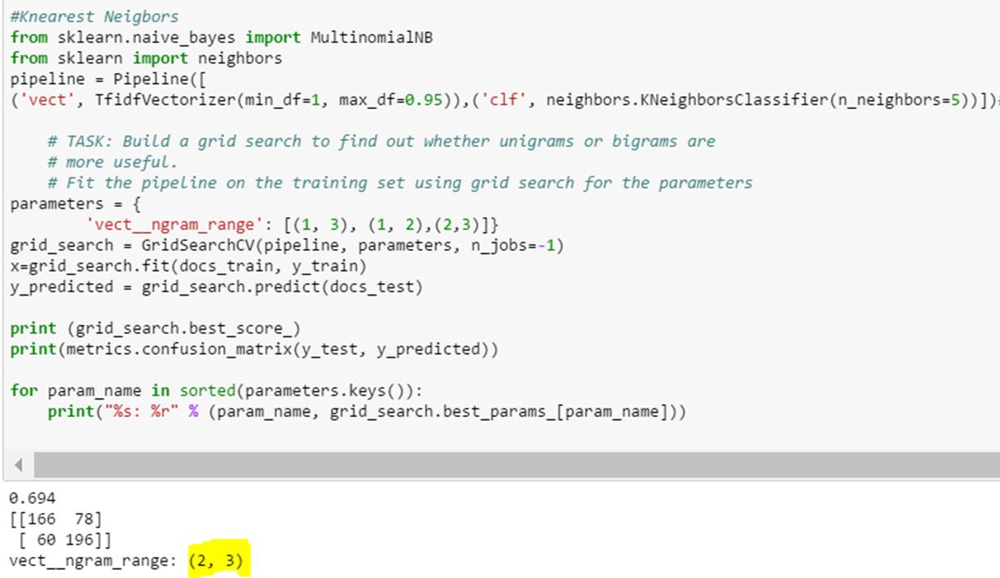 #Knearest Neigbors
from sklearn.naive_bayes import MultinomialNB
from sklearn import neighbors
pipeline = Pipeline([
('vect', TfidfVectorizer(min_df=1, max_df=0.95)),('clf', neighbors.KNeighborsClassifier(n_neighbors=5))])
    # TASK: Build a grid search to find out whether unigrams or bigrams are
    # more useful.
    # Fit the pipeline on the training set using grid search for the parameters
parameters = {
        'vect__ngram_range': [(1, 3), (1, 2),(2,3)]}
grid_search = GridSearchCV(pipeline, parameters, n_jobs=-1)
x=grid_search.fit(docs_train, y_train)
y_predicted = grid_search.predict(docs_test)
print (grid_search.best_score_)
print(metrics.confusion_matrix(y_test, y_predicted))
for param_name in sorted(parameters.keys()):
    print("%s: %r" % (param_name, grid_search.best_params_[param_name]))
0.694
[[166  78]
 [ 60 196]]
vect__ngram_range: (2, 3)